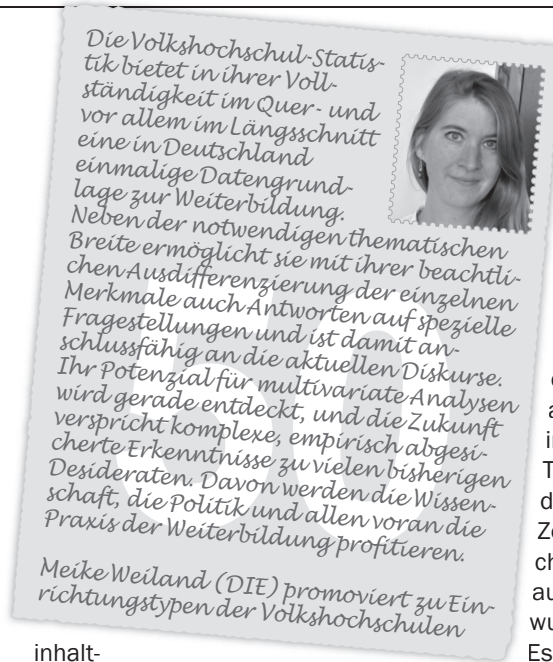 Die Volkshochschul-Statis-
tik bietet in ihrer Voll-
ständigkeit im Quer- und
vor allem im Längsschnitt
eine in Deutschland
einmalige Datengrund-
lage zur Weiterbildung.
Neben der notwendigen thematischen
Breite ermöglicht sie mit ihrer beachtli-
chen Ausdifferenzierung der einzelnen
Merkmale auch Antworten auf spezielle
Fragestellungen und ist damit an-
schlussfähig an die aktuellen Diskurse.
Ihr Potenzial für multivariate Analysen
wird gerade entdeckt, und die Zukunft
verspricht komplexe, empirisch abgesi-
cherte Erkenntnisse zu vielen bisherigen
Desideraten. Davon werden die Wissen-
schaft, die Politik und allen voran die
Praxis der Weiterbildung profitieren.
Meike Weiland (DIE) promoviert zu Ein-
richtungstypen der Volkshochschulen
50
inhalt-
Es